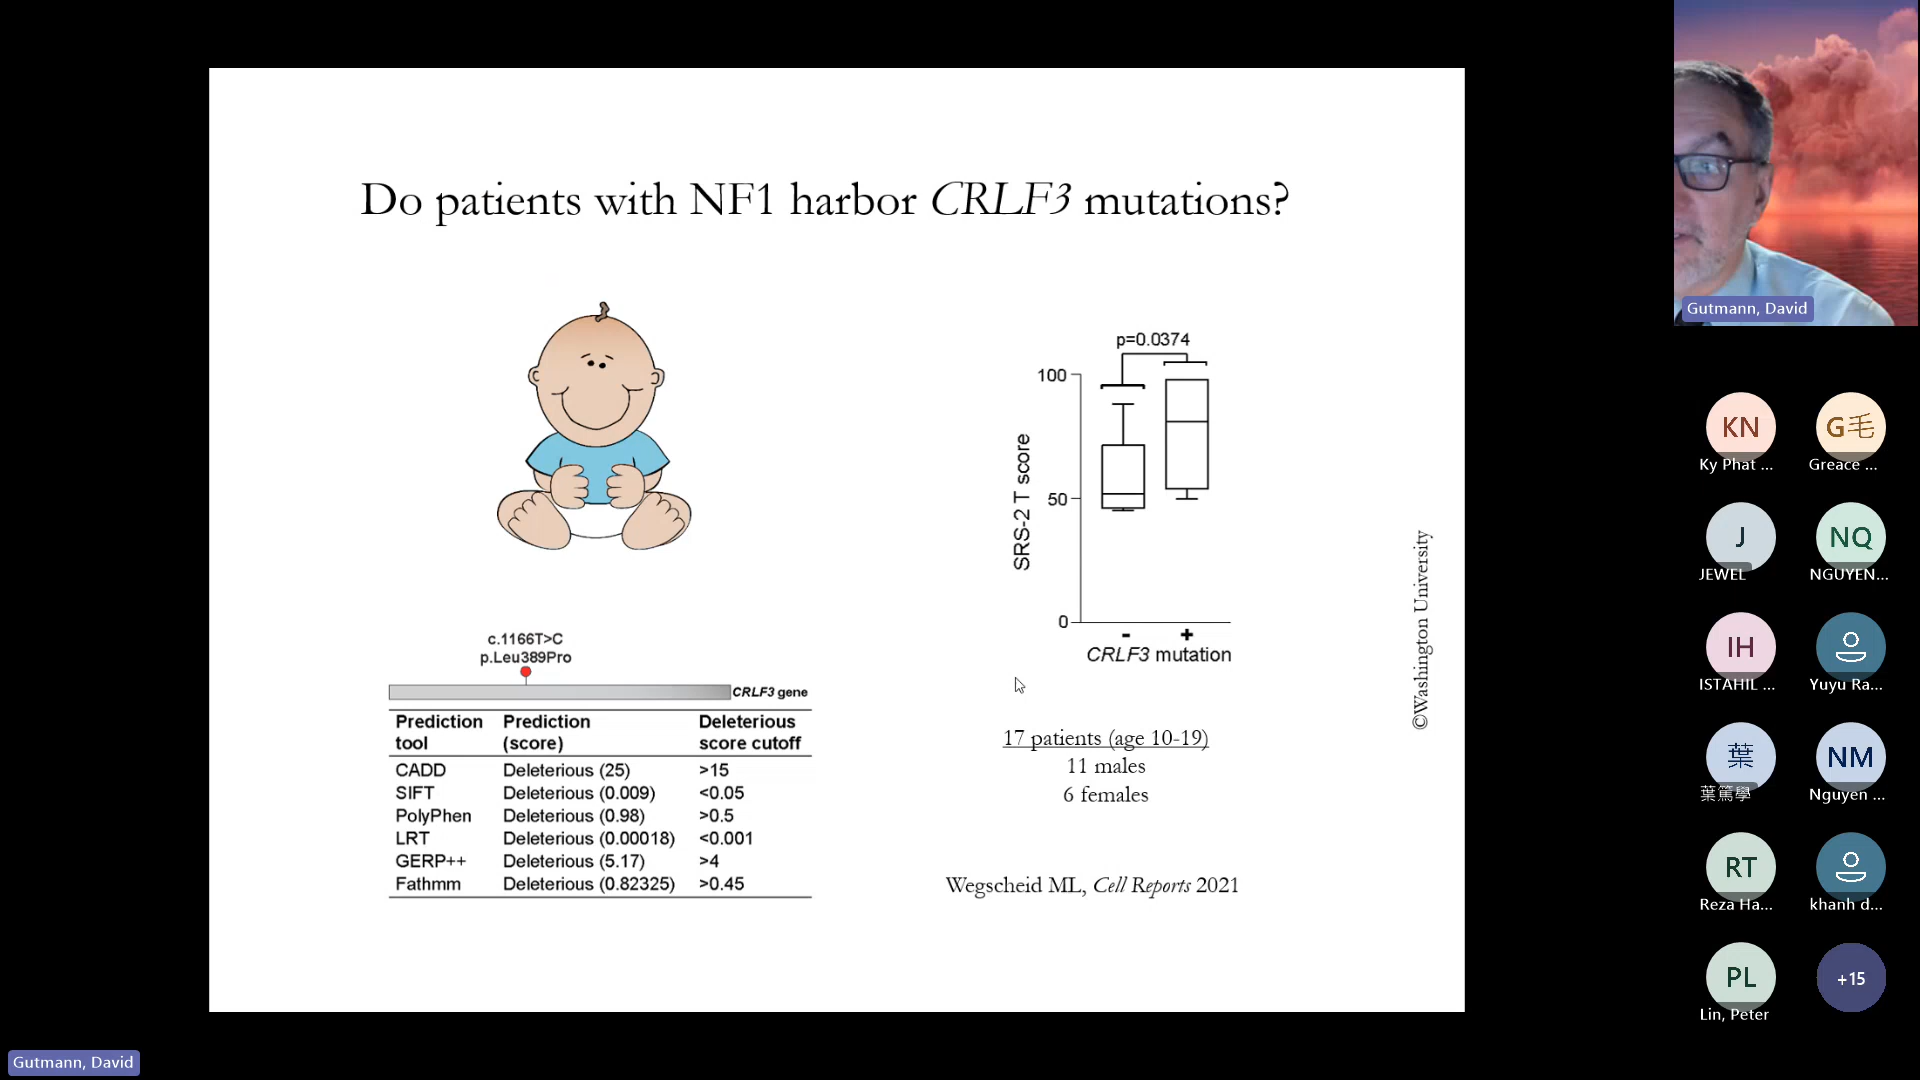 Do patients with NF1 harbor CRLF3 mutations?
c.1166T>C
p.Leu389Pro
CRLF3 gene
Prediction tool Prediction (score) Deleterious score cutoff
CADD Deleterious (25) >15
SIFT Deleterious (0.009) <0.05
PolyPhen Deleterious (0.98) >0.5
LRT Deleterious (0.00018) <0.001
GERP++ Deleterious (5.17) >4
Fathmm Deleterious (0.82325) >0.45
p=0.0374
100
50
0
SRS-2 T score
- +
CRLF3 mutation
17 patients (age 10-19)
11 males
6 females
Wegscheid ML, Cell Reports 2021
©Washington University
Gutmann, David
KN
Ky Phat ...
G毛
Greace ...
J
JEWEL
NQ
NGUYEN...
IH
ISTAHIL ...
Yuyu Ra...
葉
葉篤學
NM
Nguyen ...
RT
Reza Ha...
khanh d...
PL
Lin, Peter
+15
Gutmann, David